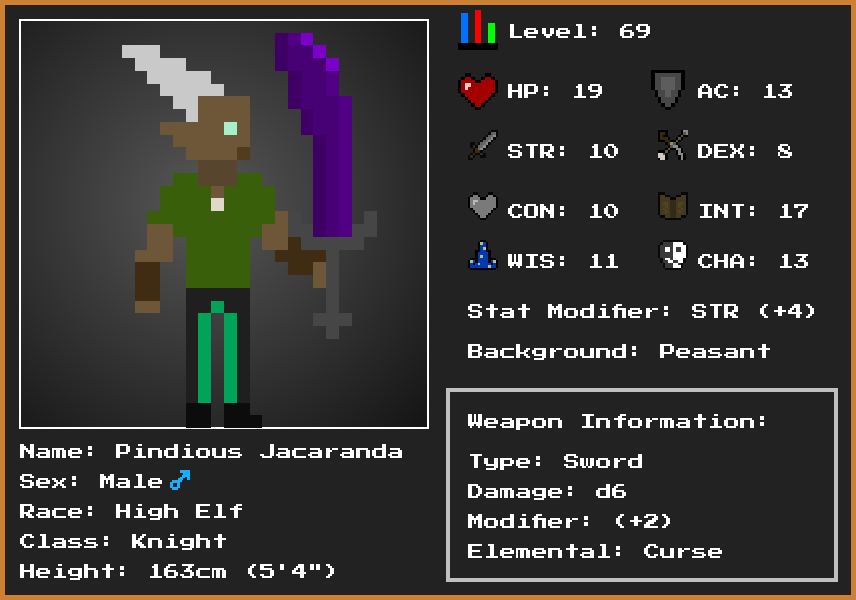 Level: 69
HP: 19
AC: 13
STR: 10
DEX: 8
CON: 10
INT: 17
WIS: 11
CHA: 13
Stat Modifier: STR (+4)
Background: Peasant
Weapon Information:
Type: Sword
Damage: d6
Modifier: (+2)
Elemental: Curse
Name: Pindious Jacaranda
Sex: Male♂
Race: High Elf
Class: Knight
Height: 163cm (5'4")